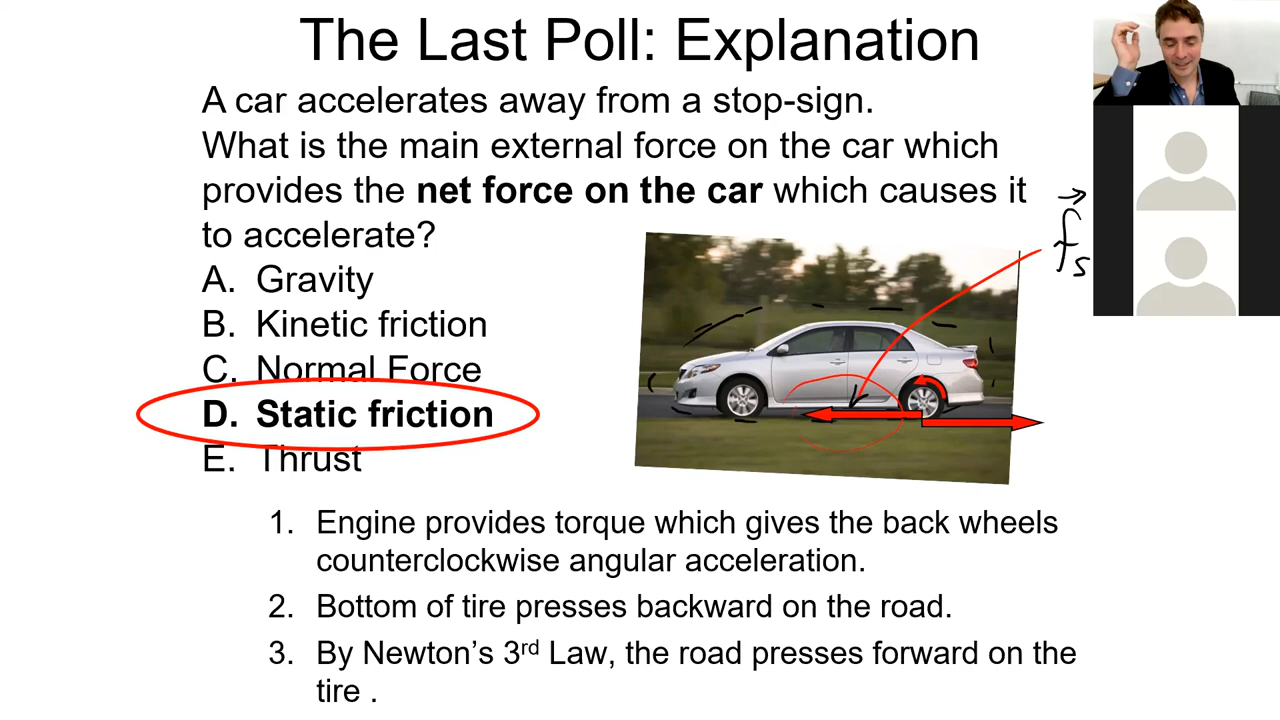 The Last Poll: Explanation
A car accelerates away from a stop-sign.
What is the main external force on the car which
provides the net force on the car which causes it
to accelerate?
A. Gravity
B. Kinetic friction
C. Normal Force
D. Static friction
E. Thrust
fs
1. Engine provides torque which gives the back wheels
counterclockwise angular acceleration.
2. Bottom of tire presses backward on the road.
3. By Newton’s 3rd Law, the road presses forward on the
tire .